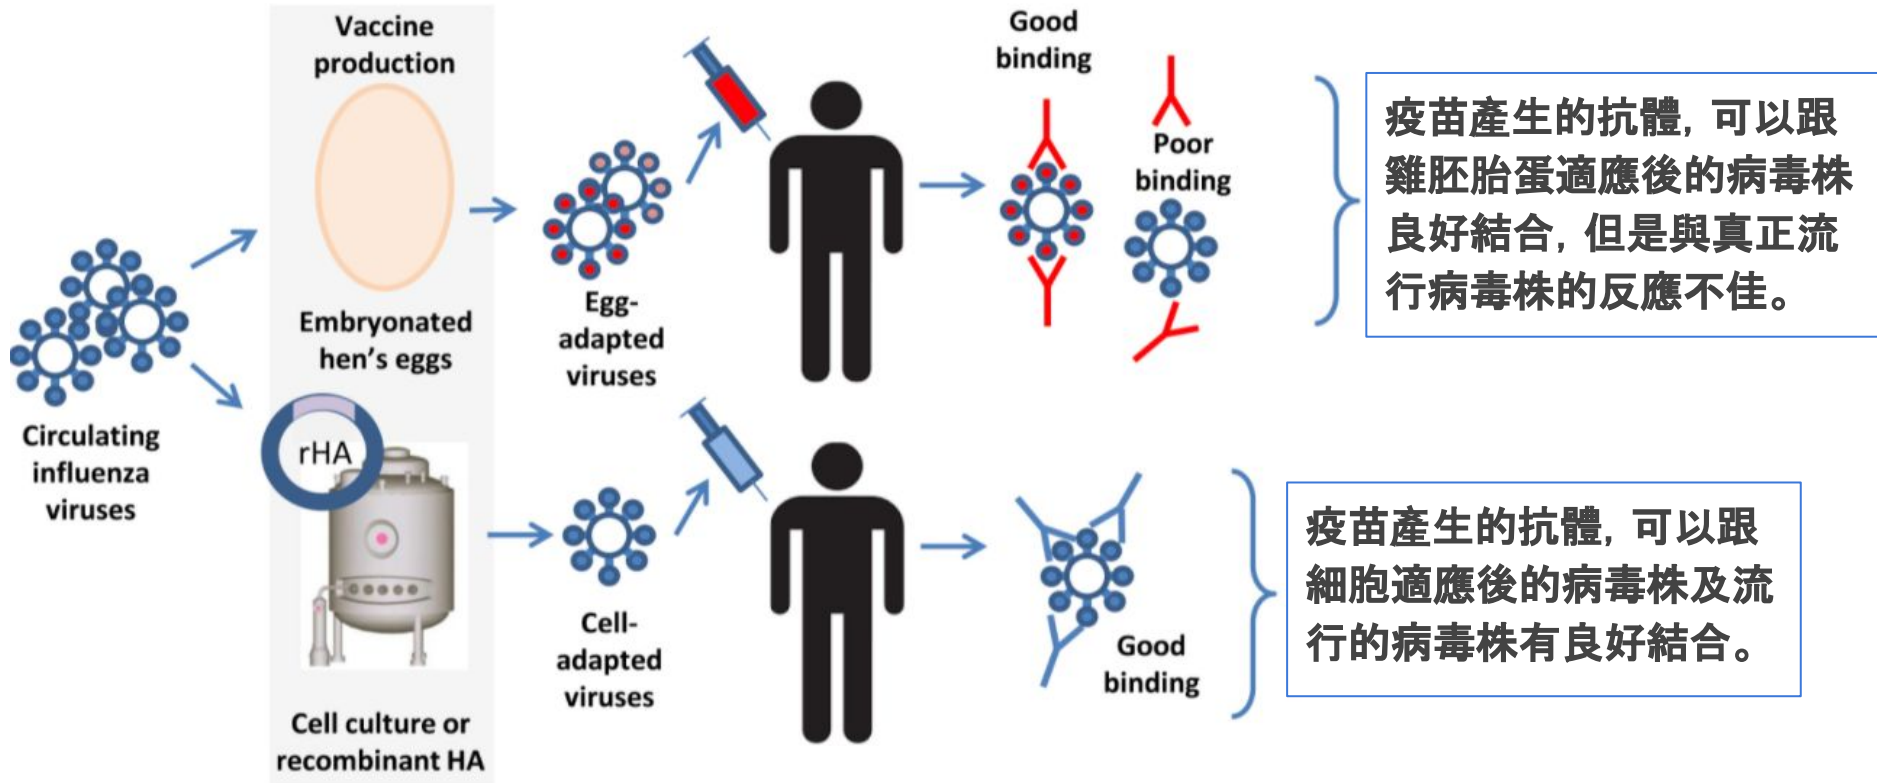 Vaccine
production
Embryonated
hen's eggs
Circulating
influenza
viruses
rHA
Cell culture or
recombinant HA
Egg-
adapted
viruses
Cell-
adapted
viruses
Good
binding
Poor
binding
Good
binding
疫苗產生的抗體, 可以跟
雞胚胎蛋適應後的病毒株
良好結合, 但是與真正流
行病毒株的反應不佳。
疫苗產生的抗體, 可以跟
細胞適應後的病毒株及流
行的病毒株有良好結合。